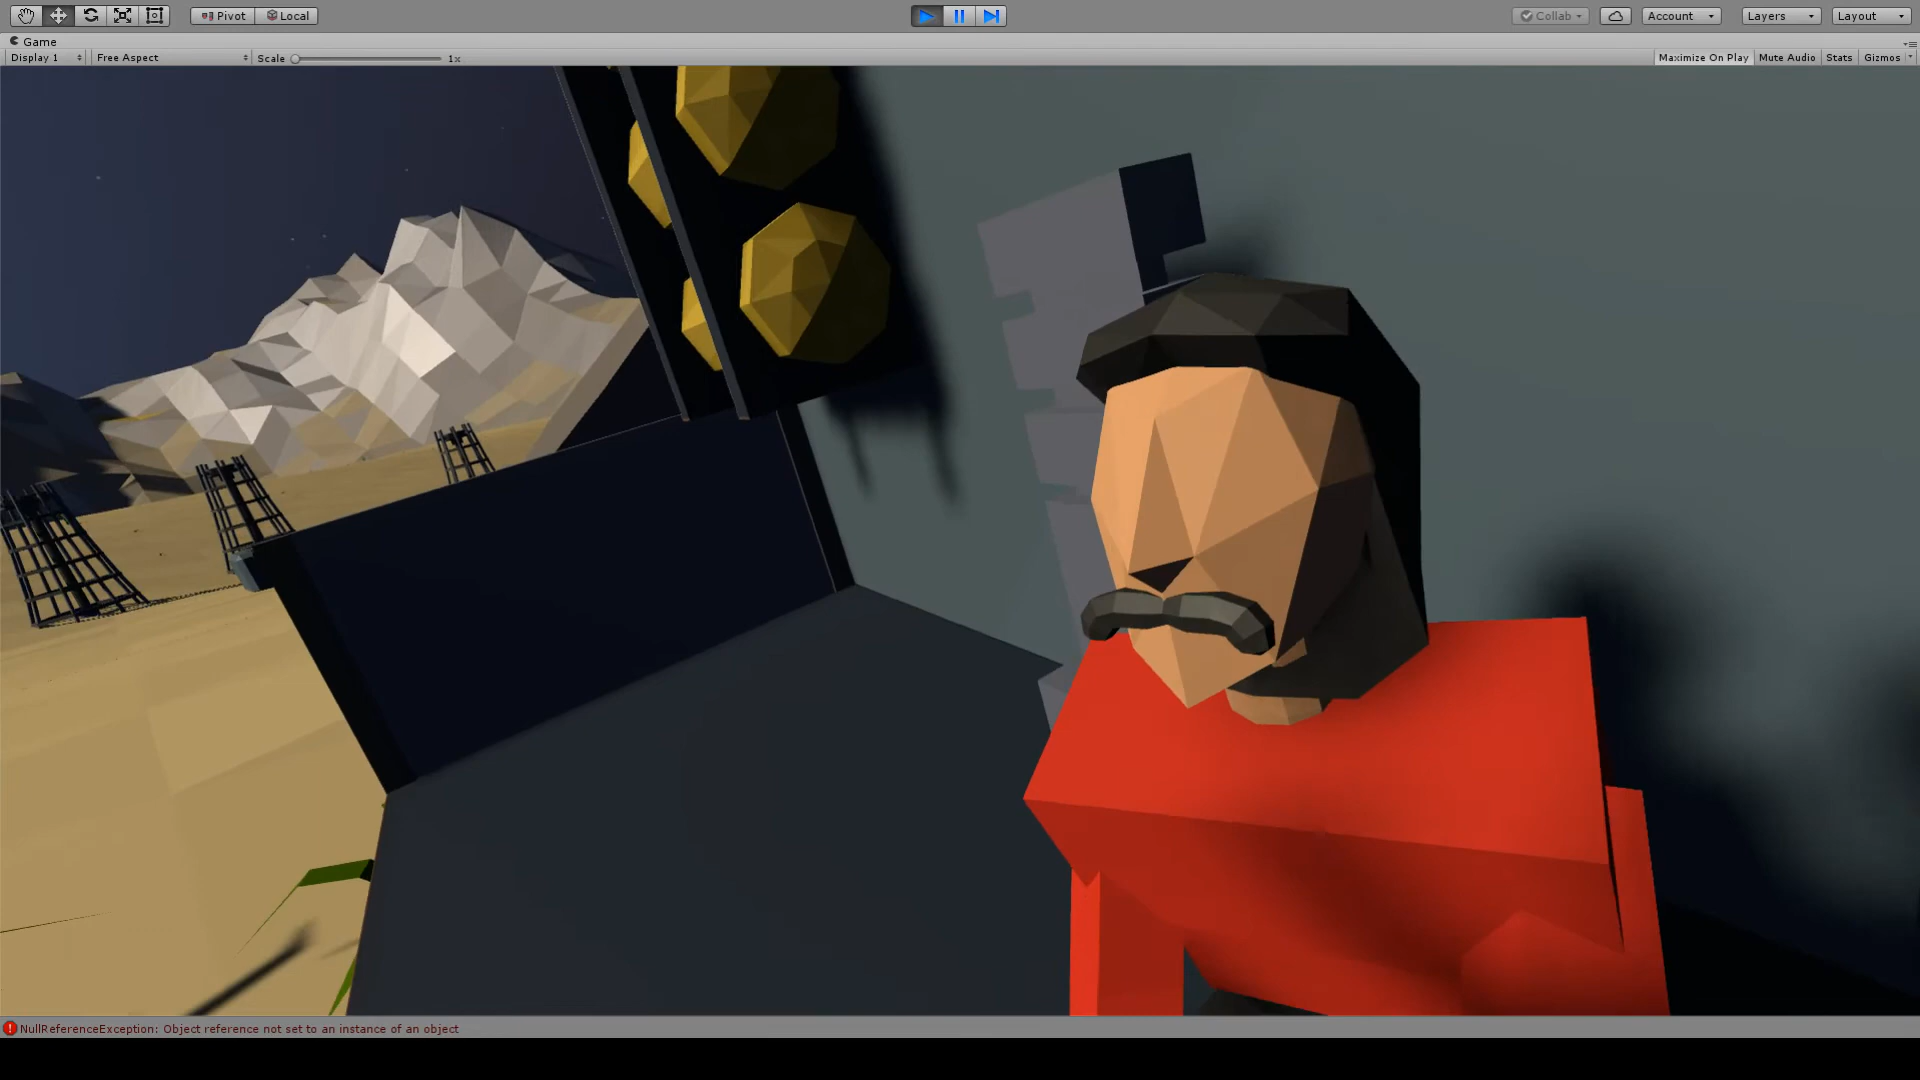 Pivot Local Collab Account Layers Layout
Game
Display 1 Free Aspect Scale 1x Maximize On Play Mute Audio Stats Gizmos
NullReferenceException: Object reference not set to an instance of an object